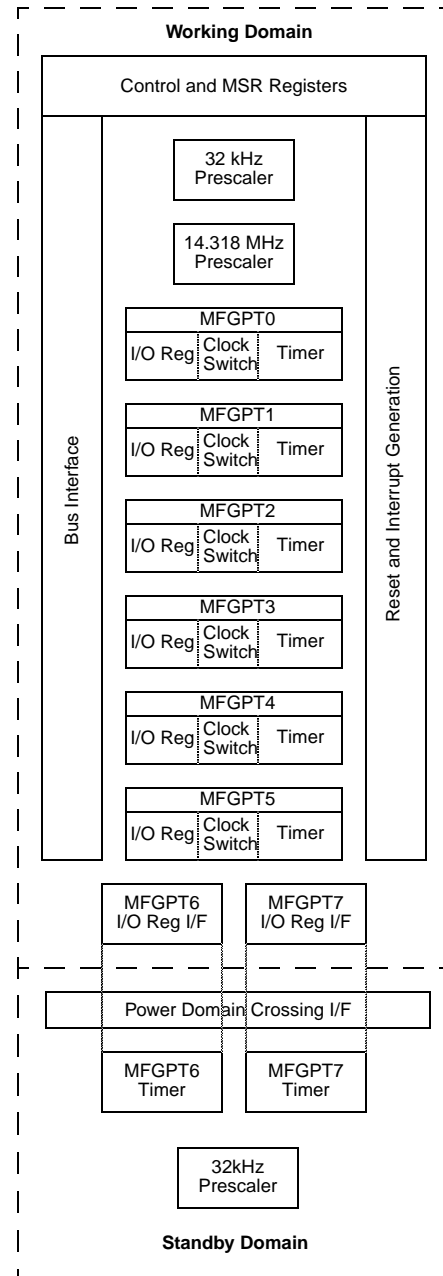 Working Domain
Control and MSR Registers
Bus Interface
Reset and Interrupt Generation
32 kHz
Prescaler
14.318 MHz
Prescaler
MFGPT0
I/O Reg Clock Switch Timer
MFGPT1
I/O Reg Clock Switch Timer
MFGPT2
I/O Reg Clock Switch Timer
MFGPT3
I/O Reg Clock Switch Timer
MFGPT4
I/O Reg Clock Switch Timer
MFGPT5
I/O Reg Clock Switch Timer
MFGPT6
I/O Reg I/F
MFGPT7
I/O Reg I/F
Power Domain Crossing I/F
MFGPT6
Timer
MFGPT7
Timer
32kHz
Prescaler
Standby Domain